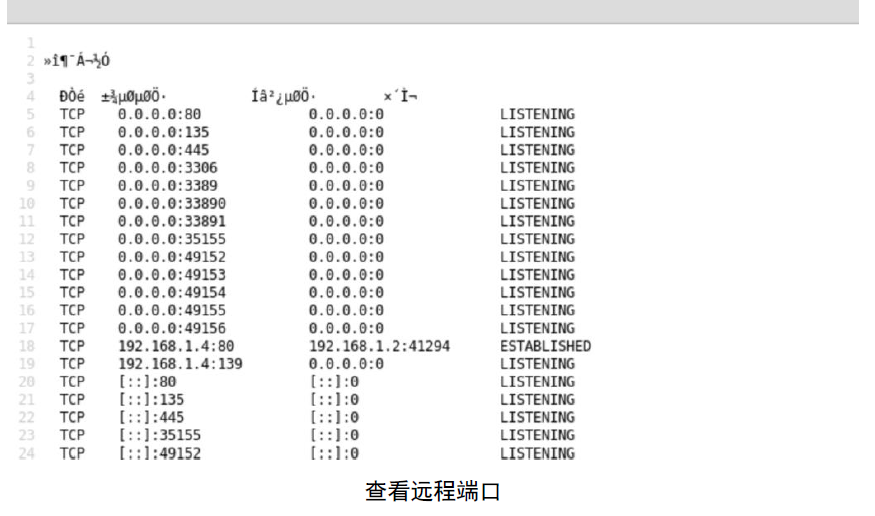 1
2 »î¶¯Á¬½Ó
3
4 ÐÒé ±¾µØµØÖ· Íâ²¿µØÖ· ×´Ì¬
5 TCP 0.0.0.0:80 0.0.0.0:0 LISTENING
6 TCP 0.0.0.0:135 0.0.0.0:0 LISTENING
7 TCP 0.0.0.0:445 0.0.0.0:0 LISTENING
8 TCP 0.0.0.0:3306 0.0.0.0:0 LISTENING
9 TCP 0.0.0.0:3389 0.0.0.0:0 LISTENING
10 TCP 0.0.0.0:33890 0.0.0.0:0 LISTENING
11 TCP 0.0.0.0:33891 0.0.0.0:0 LISTENING
12 TCP 0.0.0.0:35155 0.0.0.0:0 LISTENING
13 TCP 0.0.0.0:49152 0.0.0.0:0 LISTENING
14 TCP 0.0.0.0:49153 0.0.0.0:0 LISTENING
15 TCP 0.0.0.0:49154 0.0.0.0:0 LISTENING
16 TCP 0.0.0.0:49155 0.0.0.0:0 LISTENING
17 TCP 0.0.0.0:49156 0.0.0.0:0 LISTENING
18 TCP 192.168.1.4:80 192.168.1.2:41294 ESTABLISHED
19 TCP 192.168.1.4:139 0.0.0.0:0 LISTENING
20 TCP [::]:80 [::]:0 LISTENING
21 TCP [::]:135 [::]:0 LISTENING
22 TCP [::]:445 [::]:0 LISTENING
23 TCP [::]:35155 [::]:0 LISTENING
24 TCP [::]:49152 [::]:0 LISTENING
查看远程端口